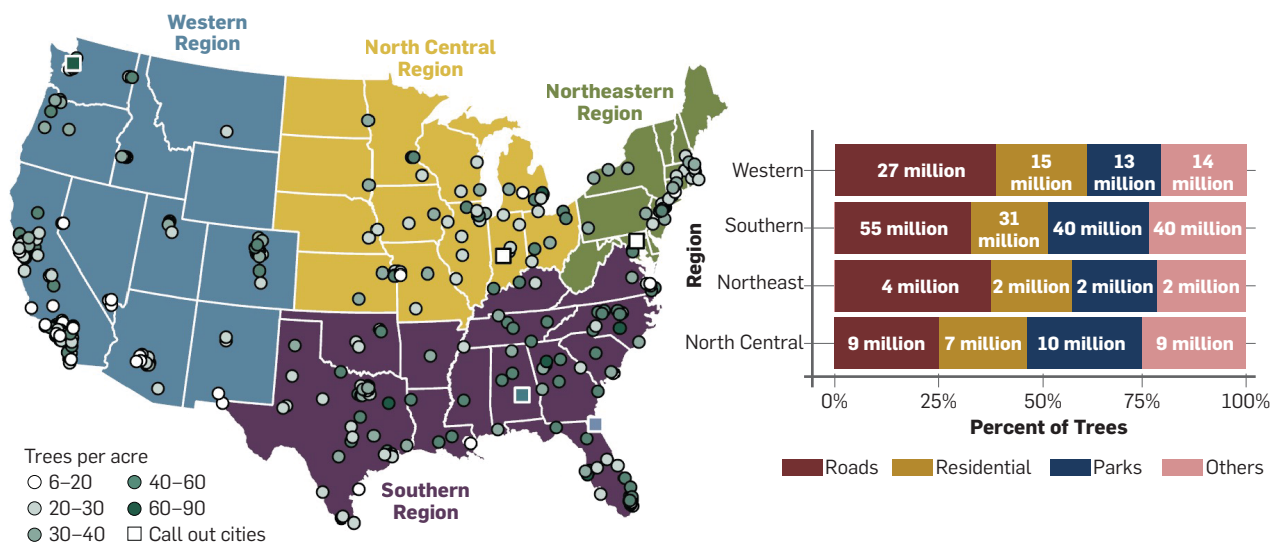 Western
Region
North Central
Region
Northeastern
Region
Southern
Region
Trees per acre
6–20
20–30
30–40
40–60
60–90
Call out cities
Region
Western
27 million
15
million
13
million
14
million
Southern
55 million
31
million
40 million
40 million
Northeast
4 million
2 million
2 million
2 million
North Central
9 million
7 million
10 million
9 million
0%
25%
50%
75%
100%
Percent of Trees
Roads
Residential
Parks
Others